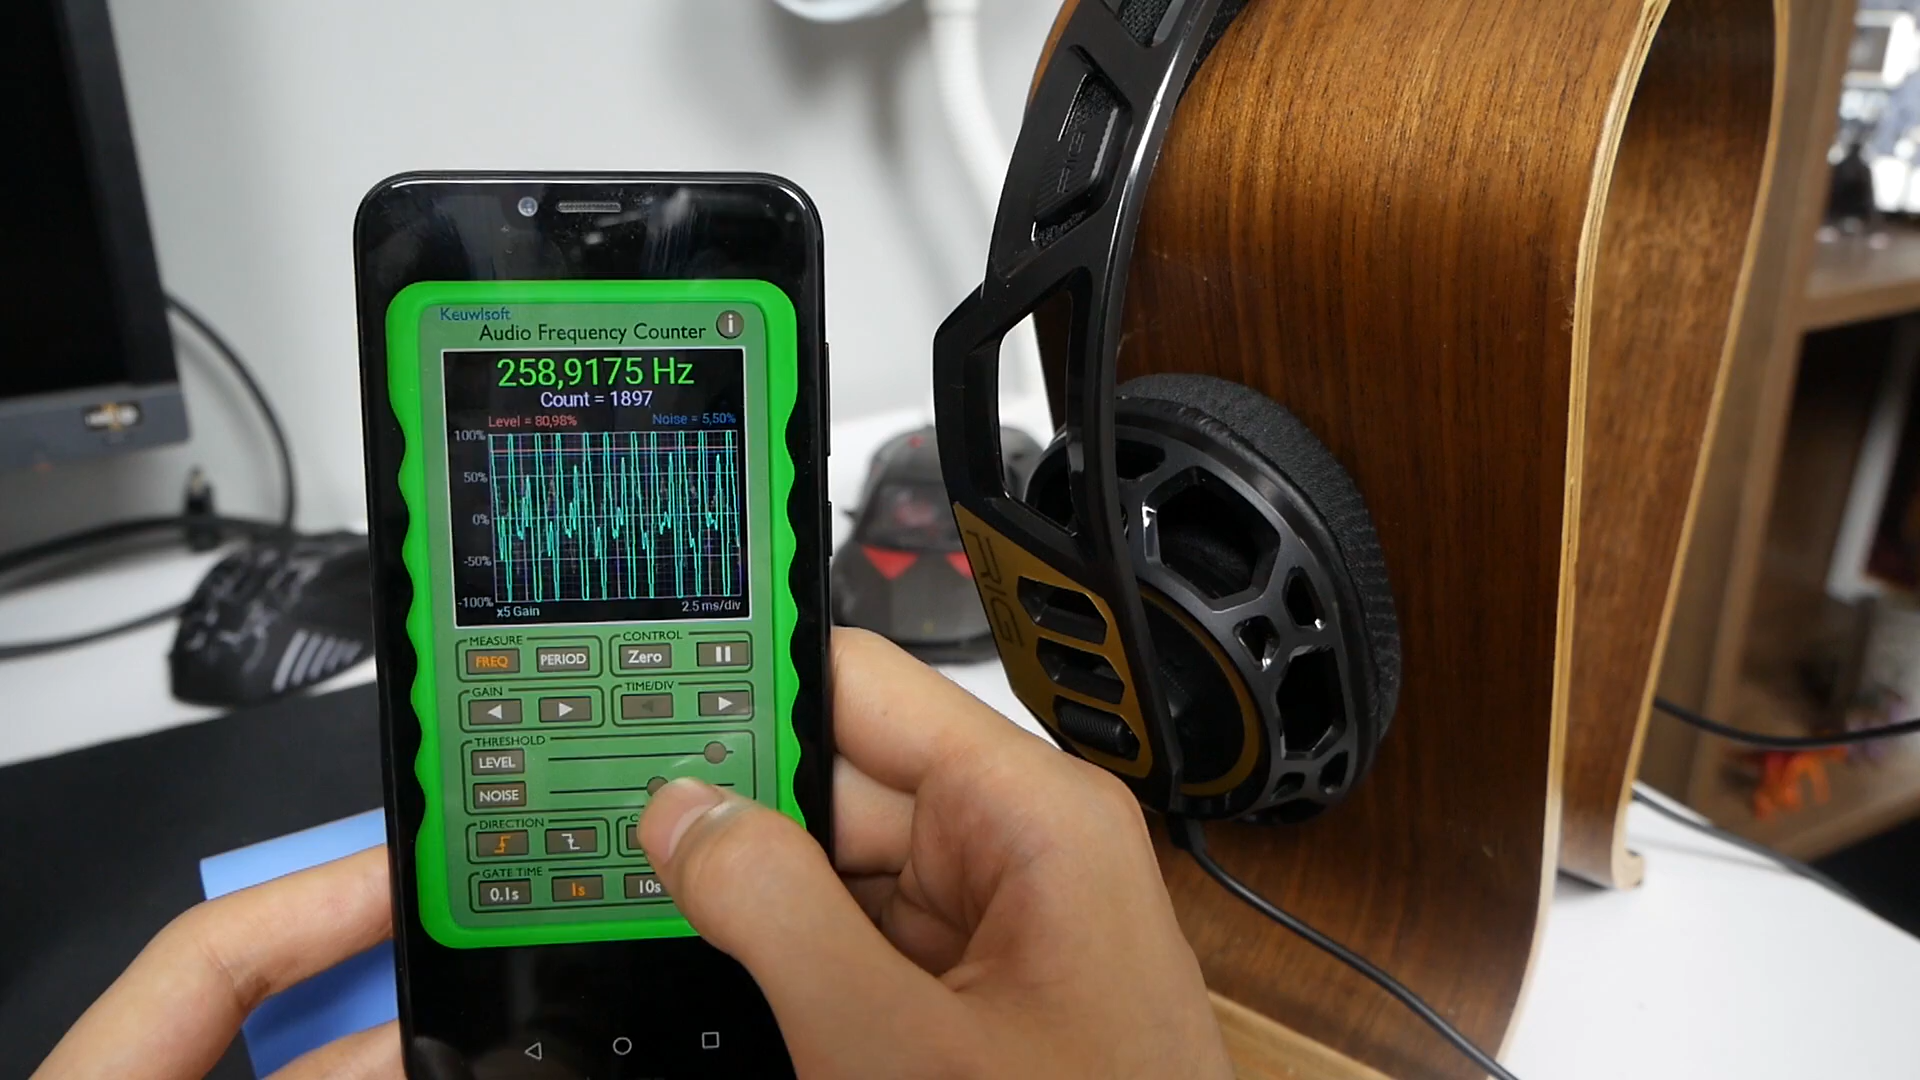 Keuwlsoft
Audio Frequency Counter
i
258,9175 Hz
Count = 1897
Level = 80,98%
Noise = 5,50%
100%
50%
0%
-50%
-100%
x5 Gain
2.5 ms/div
MEASURE
FREQ
PERIOD
CONTROL
Zero
GAIN
TIME/DIV
THRESHOLD
LEVEL
NOISE
DIRECTION
GATE TIME
0.1s
1s
10s
RIG
RIG